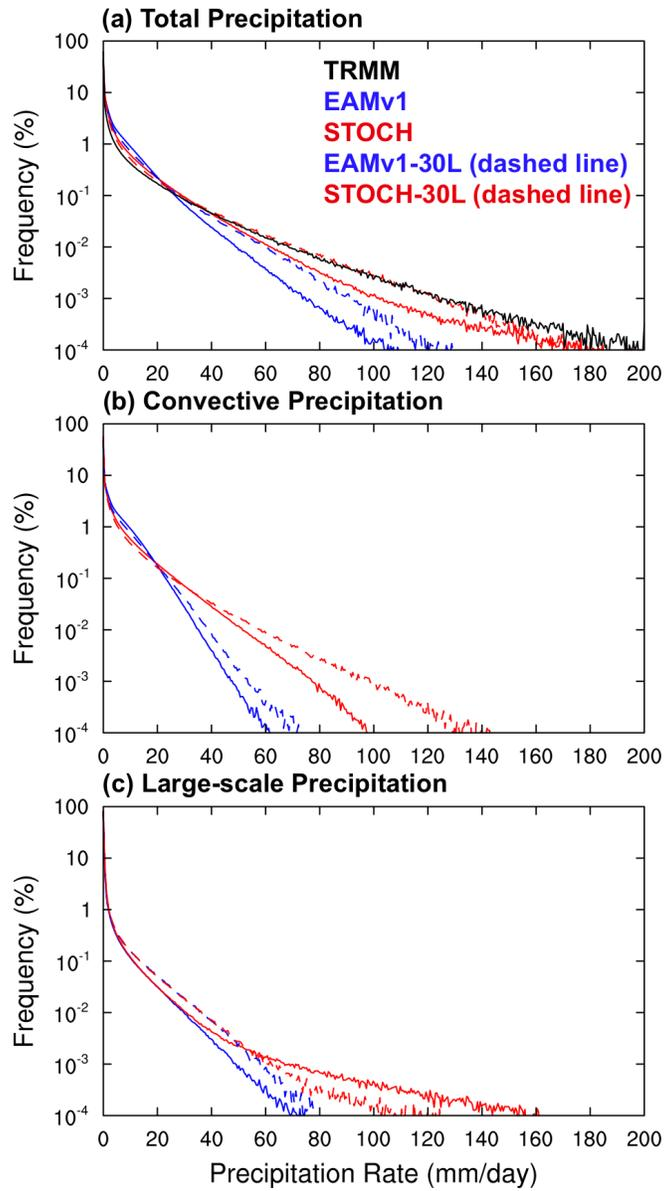 (a) Total Precipitation
TRMM
EAMv1
STOCH
EAMv1-30L (dashed line)
STOCH-30L (dashed line)
Frequency (%)
100
10
1
10-1
10-2
10-3
10-4
0 20 40 60 80 100 120 140 160 180 200
(b) Convective Precipitation
Frequency (%)
100
10
1
10-1
10-2
10-3
10-4
0 20 40 60 80 100 120 140 160 180 200
(c) Large-scale Precipitation
Frequency (%)
100
10
1
10-1
10-2
10-3
10-4
0 20 40 60 80 100 120 140 160 180 200
Precipitation Rate (mm/day)